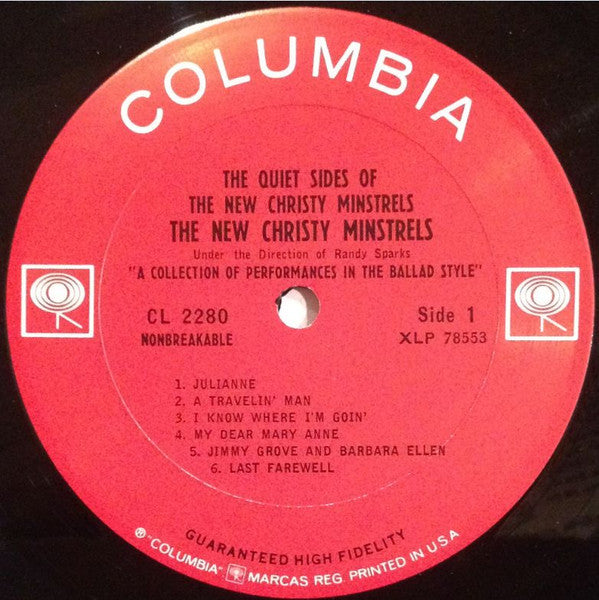 COLUMBIA
THE QUIET SIDES OF
THE NEW CHRISTY MINSTRELS
THE NEW CHRISTY MINSTRELS
Under the Direction of Randy Sparks
"A COLLECTION OF PERFORMANCES IN THE BALLAD STYLE"
CL 2280
Side 1
NONBREAKABLE
XLP 78553
1. JULIANNE
2. A TRAVELIN' MAN
3. I KNOW WHERE I'M GOIN'
4. MY DEAR MARY ANNE
5. JIMMY GROVE AND BARBARA ELLEN
6. LAST FAREWELL
GUARANTEED HIGH FIDELITY
® "COLUMBIA" MARCAS REG. PRINTED IN U.S.A.